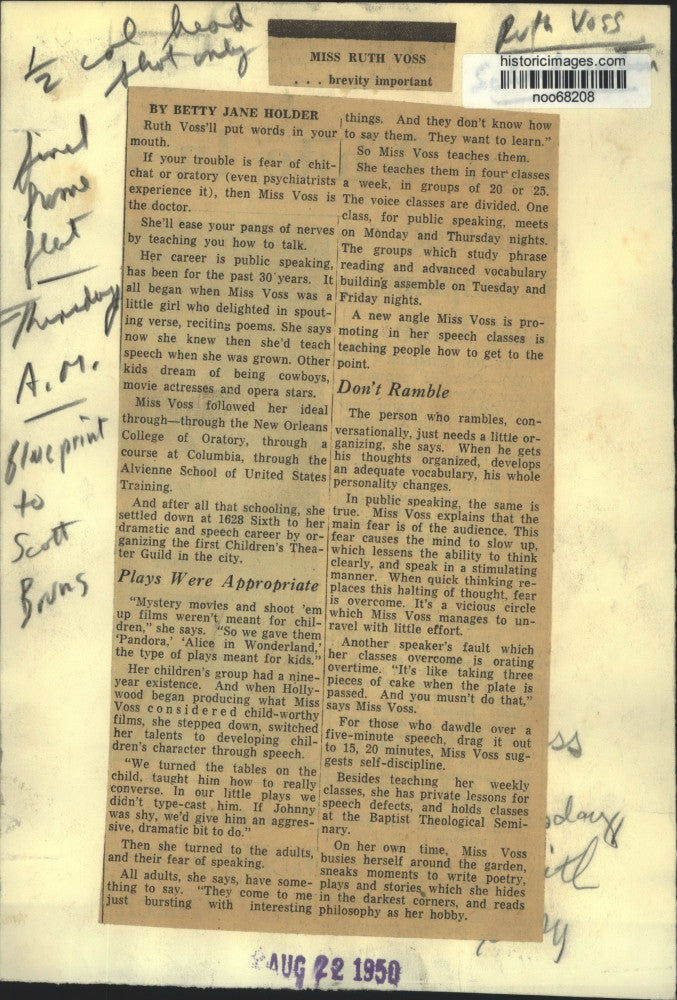 ½ col head
shot only
Ruth Voss
historicimages.com
noo68208
MISS RUTH VOSS
. . . brevity important
Thursday
A.M.
blueprint
to
Scott
BY BETTY JANE HOLDER
Ruth Voss'll put words in your
mouth.
If your trouble is fear of chit-
chat or oratory (even psychiatrists
experience it), then Miss Voss is
the doctor.
She'll ease your pangs of nerves
by teaching you how to talk.
Her career is public speaking,
has been for the past 30 years. It
all began when Miss Voss was a
little girl who delighted in spout-
ing verse, reciting poems. She says
now she knew then she'd teach
speech when she was grown. Other
kids dream of being cowboys,
movie actresses and opera stars.
Miss Voss followed her ideal
through—through the New Orleans
College of Oratory, through a
course at Columbia, through the
Alvienne School of United States
Training.
And after all that schooling, she
settled down at 1628 Sixth to her
dramatic and speech career by or-
ganizing the first Children's Thea-
ter Guild in the city.
Plays Were Appropriate
"Mystery movies and shoot 'em
up films weren't meant for chil-
dren," she says. "So we gave them
'Pandora.' 'Alice in Wonderland,'
the type of plays meant for kids."
Her children's group had a nine-
year existence. And when Holly-
wood began producing what Miss
Voss considered child-worthy
films, she stepped down, switched
her talents to developing chil-
dren's character through speech.
"We turned the tables on the
child, taught him how to really
converse. In our little plays we
didn't type-cast him. If Johnny
was shy, we'd give him an aggres-
sive, dramatic bit to do."
Then she turned to the adults,
and their fear of speaking.
All adults, she says, have some-
thing to say. "They come to me
just bursting with interesting
things. And they don't know how
to say them. They want to learn."
So Miss Voss teaches them.
She teaches them in four classes
a week, in groups of 20 or 25.
The voice classes are divided. One
class, for public speaking, meets
on Monday and Thursday nights.
The groups which study phrase
reading and advanced vocabulary
building assemble on Tuesday and
Friday nights.
A new angle Miss Voss is pro-
moting in her speech classes is
teaching people how to get to the
point.
Don't Ramble
The person who rambles, con-
versationally, just needs a little or-
ganizing, she says. When he gets
his thoughts organized, develops
an adequate vocabulary, his whole
personality changes.
In public speaking, the same is
true. Miss Voss explains that the
main fear is of the audience. This
fear causes the mind to slow up,
which lessens the ability to think
clearly, and speak in a stimulating
manner. When quick thinking re-
places this halting of thought, fear
is overcome. It's a vicious circle
which Miss Voss manages to un-
ravel with little effort.
Another speaker's fault which
her classes overcome is orating
overtime. "It's like taking three
pieces of cake when the plate is
passed. And you musn't do that,"
says Miss Voss.
For those who dawdle over a
five-minute speech, drag it out
to 15, 20 minutes, Miss Voss sug-
gests self-discipline.
Besides teaching her weekly
classes, she has private lessons for
speech defects, and holds classes
at the Baptist Theological Semi-
nary.
On her own time, Miss Voss
busies herself around the garden,
sneaks moments to write poetry,
plays and stories which she hides
in the darkest corners, and reads
philosophy as her hobby.
AUG 22 1950